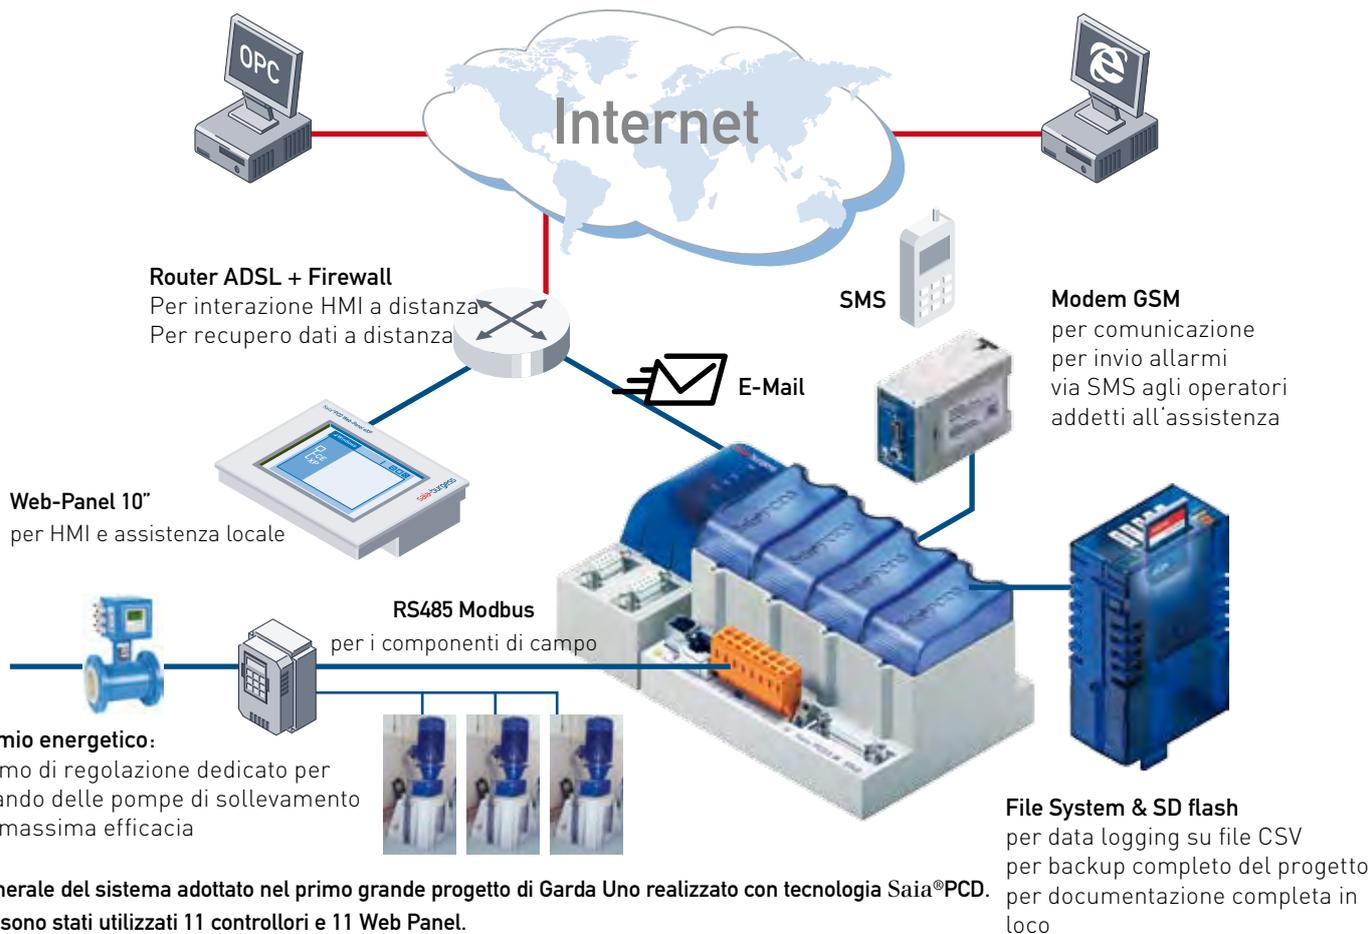 OPC
Internet
Router ADSL + Firewall
Per interazione HMI a distanza
Per recupero dati a distanza
SMS
Modem GSM
per comunicazione
per invio allarmi
via SMS agli operatori
addetti all'assistenza
E-Mail
saia-burgess
Web-Panel 10”
per HMI e assistenza locale
RS485 Modbus
per i componenti di campo
mio energetico:
mo di regolazione dedicato per
ando delle pompe di sollevamento
massima efficacia
File System & SD flash
per data logging su file CSV
per backup completo del progetto
per documentazione completa in
loco
nerale del sistema adottato nel primo grande progetto di Garda Uno realizzato con tecnologia Saia®PCD.
sono stati utilizzati 11 controllori e 11 Web Panel.